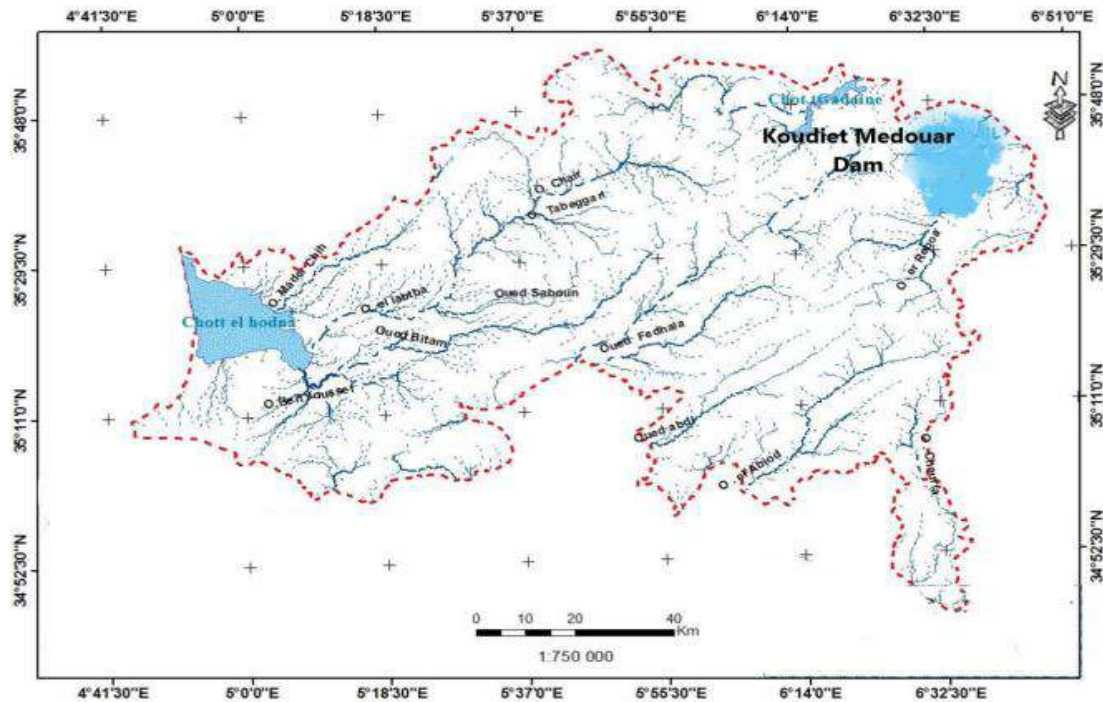 4°41'30"E 5°0'0"E 5°18'30"E 5°37'0"E 5°55'30"E 6°14'0"E 6°32'30"E 6°51'0"E
N
35°48'0"N
35°48'0"N
Koudiet Medouar
Dam
O. Chair
O. Tabeggart
O. er Reboa
35°29'30"N
35°29'30"N
Oued Saboun
Chott el hodna
Oued Bitam
Oued Fedhala
35°11'0"N
35°11'0"N
Oued abdi
O. el Abiod
34°52'30"N
34°52'30"N
0 10 20 40
Km
1:750 000
4°41'30"E 5°0'0"E 5°18'30"E 5°37'0"E 5°55'30"E 6°14'0"E 6°32'30"E